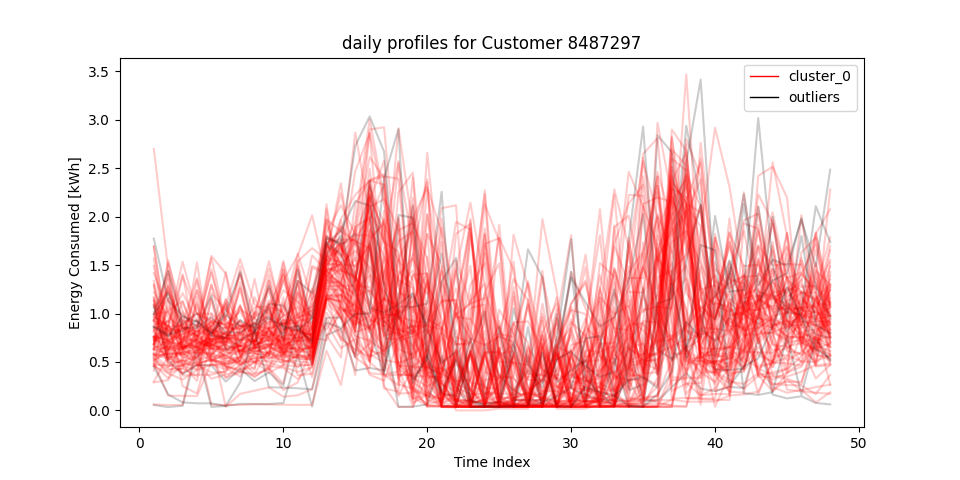 daily profiles for Customer 8487297
cluster_0
outliers
3.5
3.0
2.5
2.0
1.5
1.0
0.5
0.0
Energy Consumed [kWh]
0 10 20 30 40 50
Time Index